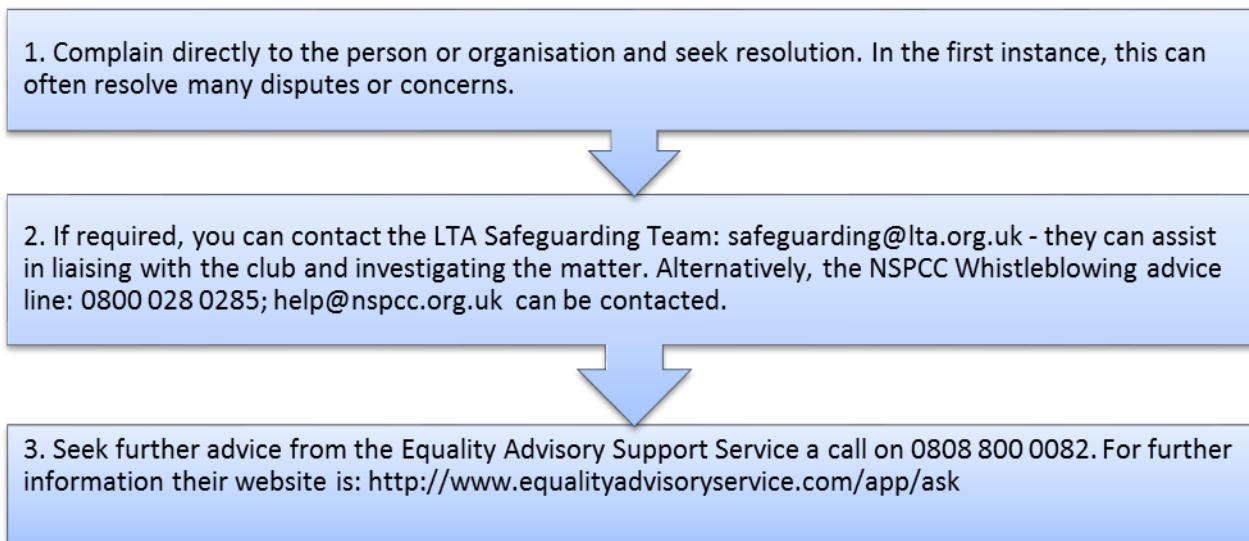 1. Complain directly to the person or organisation and seek resolution. In the first instance, this can
often resolve many disputes or concerns.
2. If required, you can contact the LTA Safeguarding Team: safeguarding@lta.org.uk - they can assist
in liaising with the club and investigating the matter. Alternatively, the NSPCC Whistleblowing advice
line: 0800 028 0285; help@nspcc.org.uk can be contacted.
3. Seek further advice from the Equality Advisory Support Service a call on 0808 800 0082. For further
information their website is: http://www.equalityadvisoryservice.com/app/ask